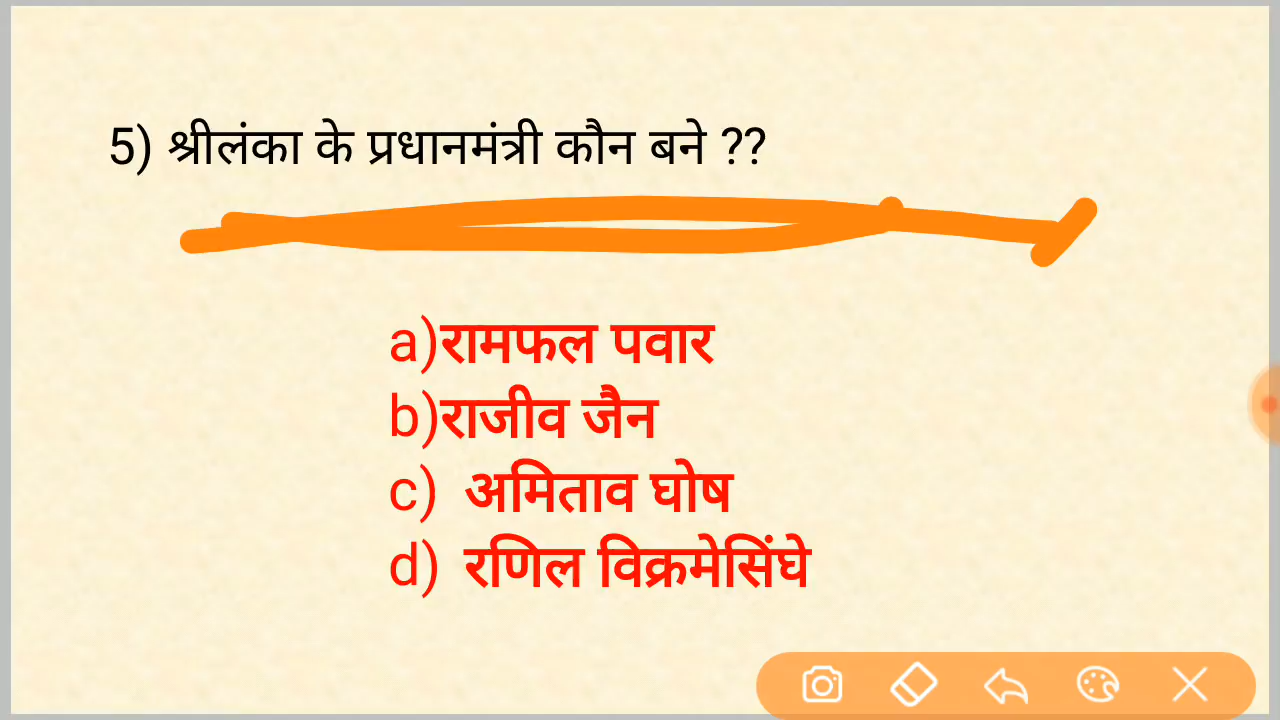 5) श्रीलंका के प्रधानमंत्री कौन बने ??
a)रामफल पवार
b)राजीव जैन
c) अमिताव घोष
d) रणिल विक्रमेसिंघे